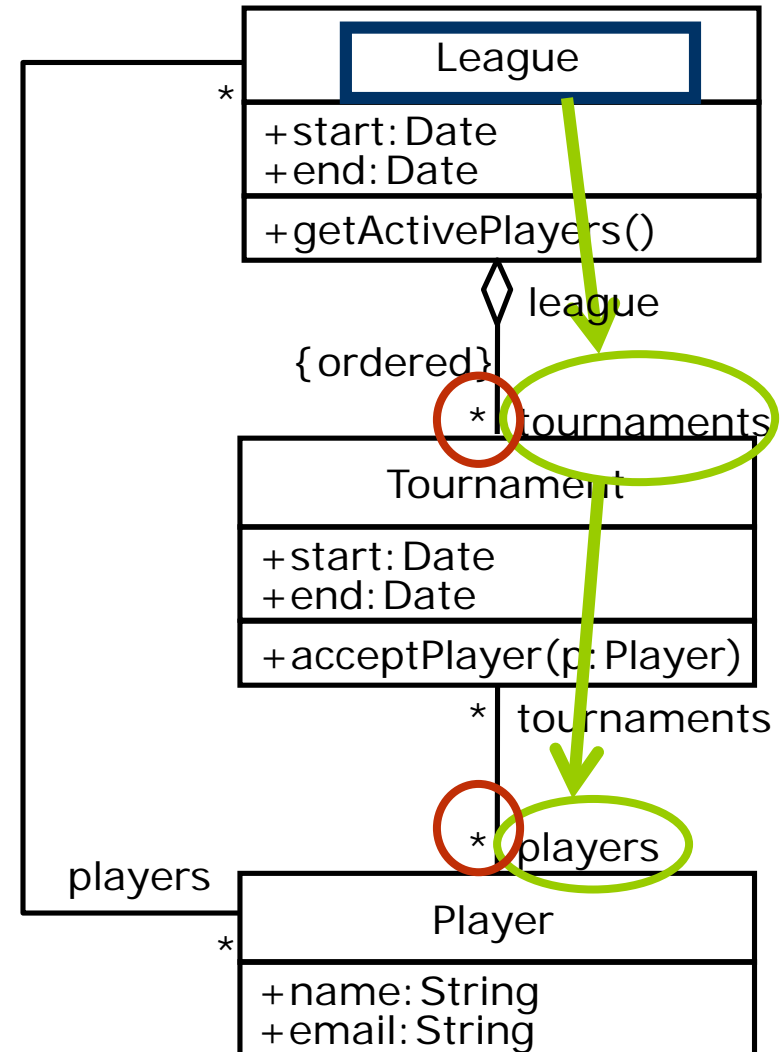 League
*
+start:Date
+end:Date
+getActivePlayers()
league
{ordered}
* tournaments
Tournament
+start:Date
+end:Date
+acceptPlayer(p:Player)
* tournaments
* players
players
Player
*
+name:String
+email:String